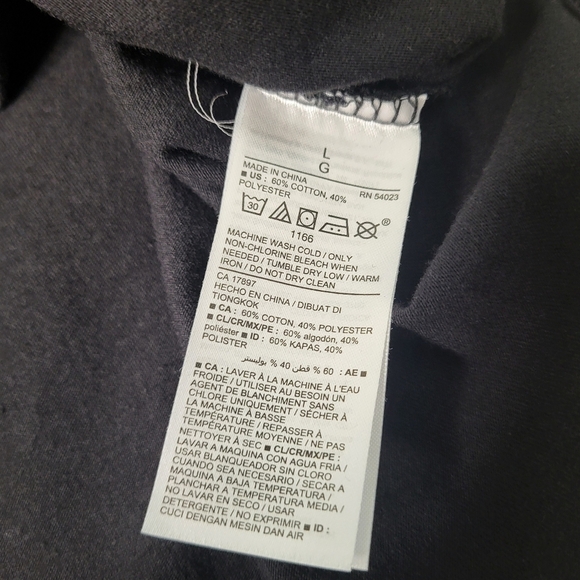 L
G
MADE IN CHINA RN 54023
■ US : 60% COTTON, 40%
POLYESTER
30 ®
1166
MACHINE WASH COLD / ONLY
NON-CHLORINE BLEACH WHEN
NEEDED / TUMBLE DRY LOW / WARM
IRON / DO NOT DRY CLEAN
CA 17897
HECHO EN CHINA / DIBUAT DI
TIONGKOK
■ CA : 60% COTON, 40% POLYESTER
■ CL/CR/MX/PE : 60% algodón, 40%
poliéster ■ ID : 60% KAPAS, 40%
POLISTER
■ AE : 60 % قطن 40 % بوليستر
■ CA : LAVER À LA MACHINE À L'EAU
FROIDE / UTILISER AU BESOIN UN
AGENT DE BLANCHIMENT SANS
CHLORE UNIQUEMENT / SÉCHER À
LA MACHINE À BASSE
TEMPÉRATURE / REPASSER À
TEMPÉRATURE MOYENNE / NE PAS
NETTOYER À SEC ■ CL/CR/MX/PE :
LAVAR A MAQUINA CON AGUA FRIA /
USAR BLANQUEADOR SIN CLORO
CUANDO SEA NECESARIO / SECAR A
MAQUINA A BAJA TEMPERATURA /
PLANCHAR A TEMPERATURA MEDIA /
NO LAVAR EN SECO / USAR
DETERGENTE / NO EXPRIMIR ■ ID :
CUCI DENGAN MESIN DAN AIR